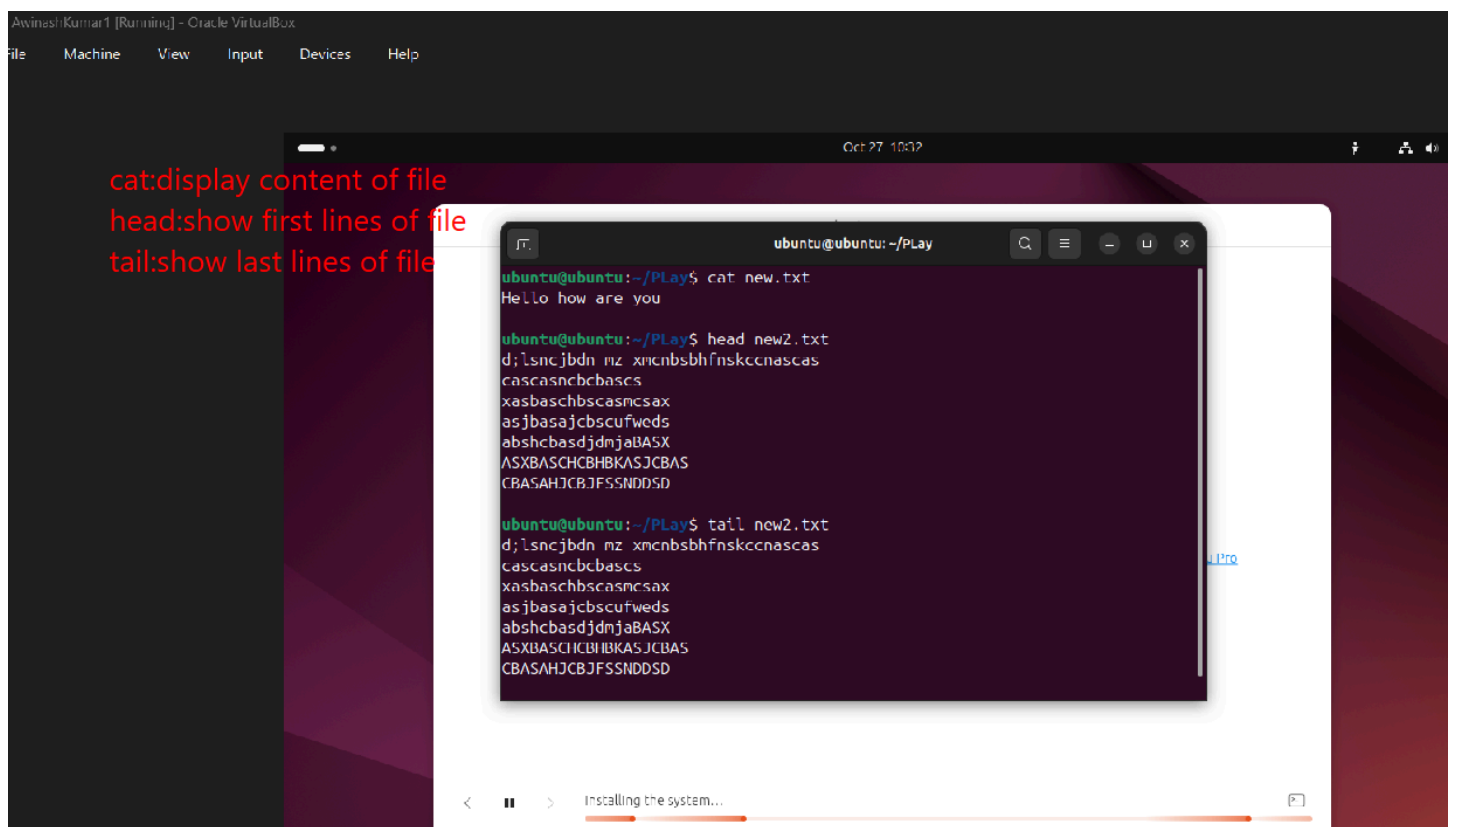 AwinashKumar1 [Running] - Oracle VirtualBox
File Machine View Input Devices Help
Oct 27 10:32
cat:display content of file
head:show first lines of file
tail:show last lines of file
ubuntu@ubuntu: ~/PLay
ubuntu@ubuntu:~/PLay$ cat new.txt
Hello how are you
ubuntu@ubuntu:~/PLay$ head new2.txt
d;lsncjbdn mz xmcnbsbhfnskccnascas
cascasncbcbascs
xasbaschbscasmcsax
asjbasajcbscufweds
abshcbasdjdmjaBASX
ASXBASCHCBHBKASJCBAS
CBASAHJCBJFSSNDDSD
ubuntu@ubuntu:~/PLay$ tail new2.txt
d;lsncjbdn mz xmcnbsbhfnskccnascas
cascasncbcbascs
xasbaschbscasmcsax
asjbasajcbscufweds
abshcbasdjdmjaBASX
ASXBASCHCBHBKASJCBAS
CBASAHJCBJFSSNDDSD
Pro
Installing the system...